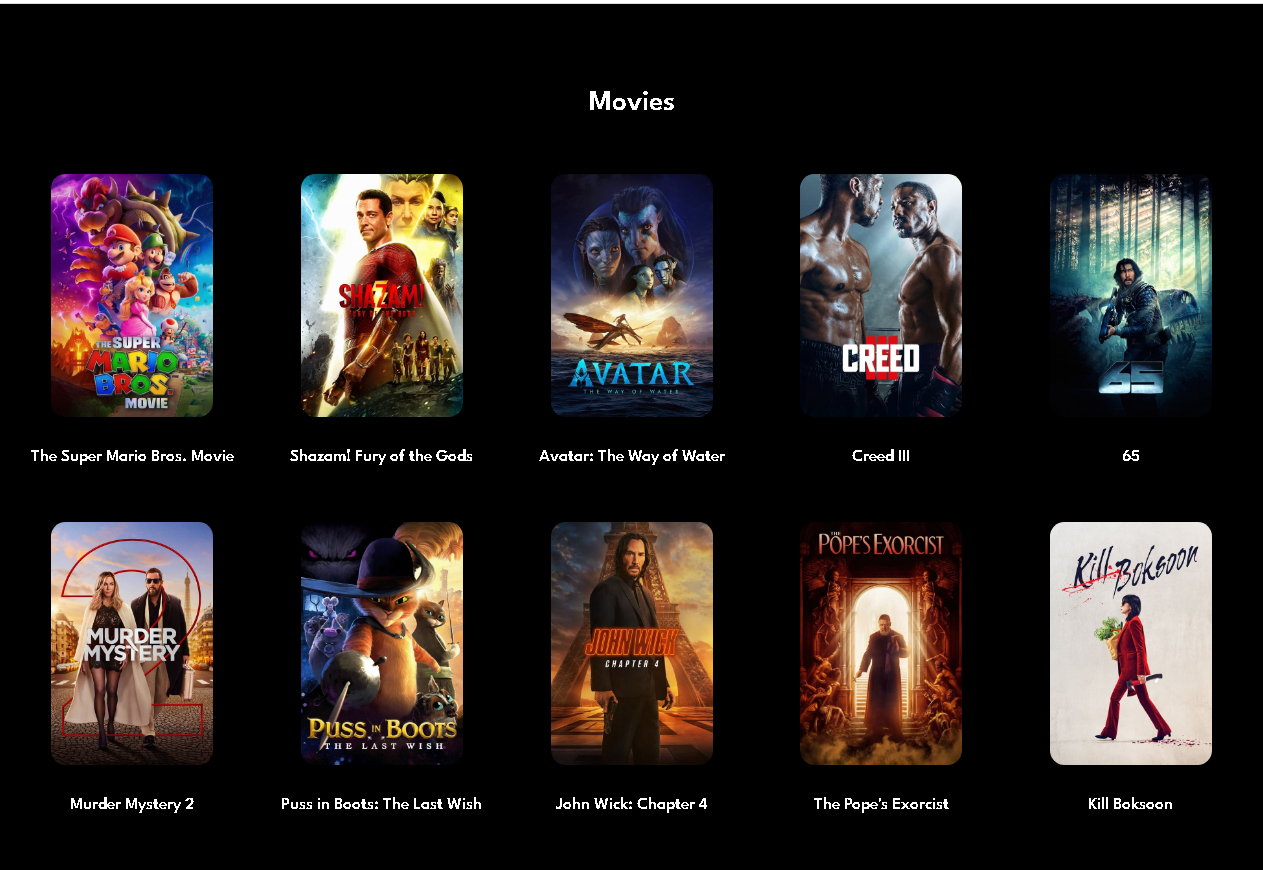 Movies
THE SUPER
MARIO
BROS.
MOVIE
SHAZAM!
FURY OF THE GODS
AVATAR
THE WAY OF WATER
CREED
III
65
The Super Mario Bros. Movie
Shazam! Fury of the Gods
Avatar: The Way of Water
Creed III
65
2
MURDER
MYSTERY
PUSS IN BOOTS
THE LAST WISH
JOHN WICK
CHAPTER 4
THE
POPE'S EXORCIST
Kill Boksoon
Murder Mystery 2
Puss in Boots: The Last Wish
John Wick: Chapter 4
The Pope's Exorcist
Kill Boksoon